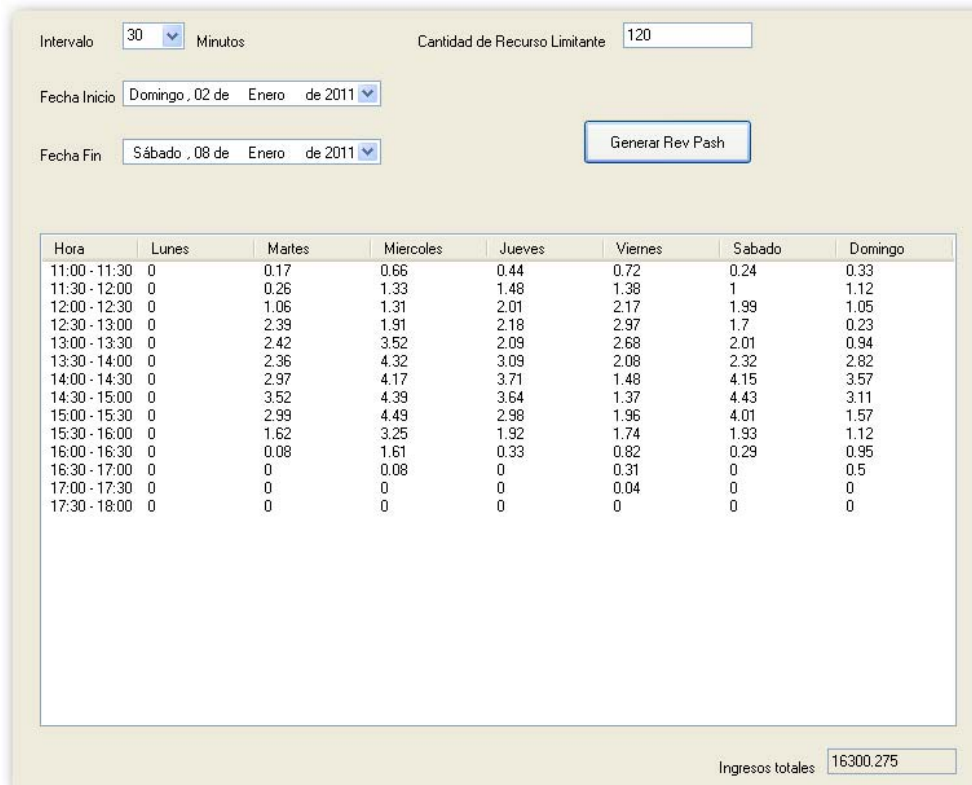 Intervalo 30 Minutos Cantidad de Recurso Limitante 120
Fecha Inicio Domingo , 02 de Enero de 2011
Generar Rev Pash
Fecha Fin Sábado , 08 de Enero de 2011
Hora Lunes Martes Miercoles Jueves Viernes Sabado Domingo
11:00 - 11:30 0 0.17 0.66 0.44 0.72 0.24 0.33
11:30 - 12:00 0 0.26 1.33 1.48 1.38 1 1.12
12:00 - 12:30 0 1.06 1.31 2.01 2.17 1.99 1.05
12:30 - 13:00 0 2.39 1.91 2.18 2.97 1.7 0.23
13:00 - 13:30 0 2.42 3.52 2.09 2.68 2.01 0.94
13:30 - 14:00 0 2.36 4.32 3.09 2.08 2.32 2.82
14:00 - 14:30 0 2.97 4.17 3.71 1.48 4.15 3.57
14:30 - 15:00 0 3.52 4.39 3.64 1.37 4.43 3.11
15:00 - 15:30 0 2.99 4.49 2.98 1.96 4.01 1.57
15:30 - 16:00 0 1.62 3.25 1.92 1.74 1.93 1.12
16:00 - 16:30 0 0.08 1.61 0.33 0.82 0.29 0.95
16:30 - 17:00 0 0 0.08 0 0.31 0 0.5
17:00 - 17:30 0 0 0 0 0.04 0 0
17:30 - 18:00 0 0 0 0 0 0 0
Ingresos totales 16300.275